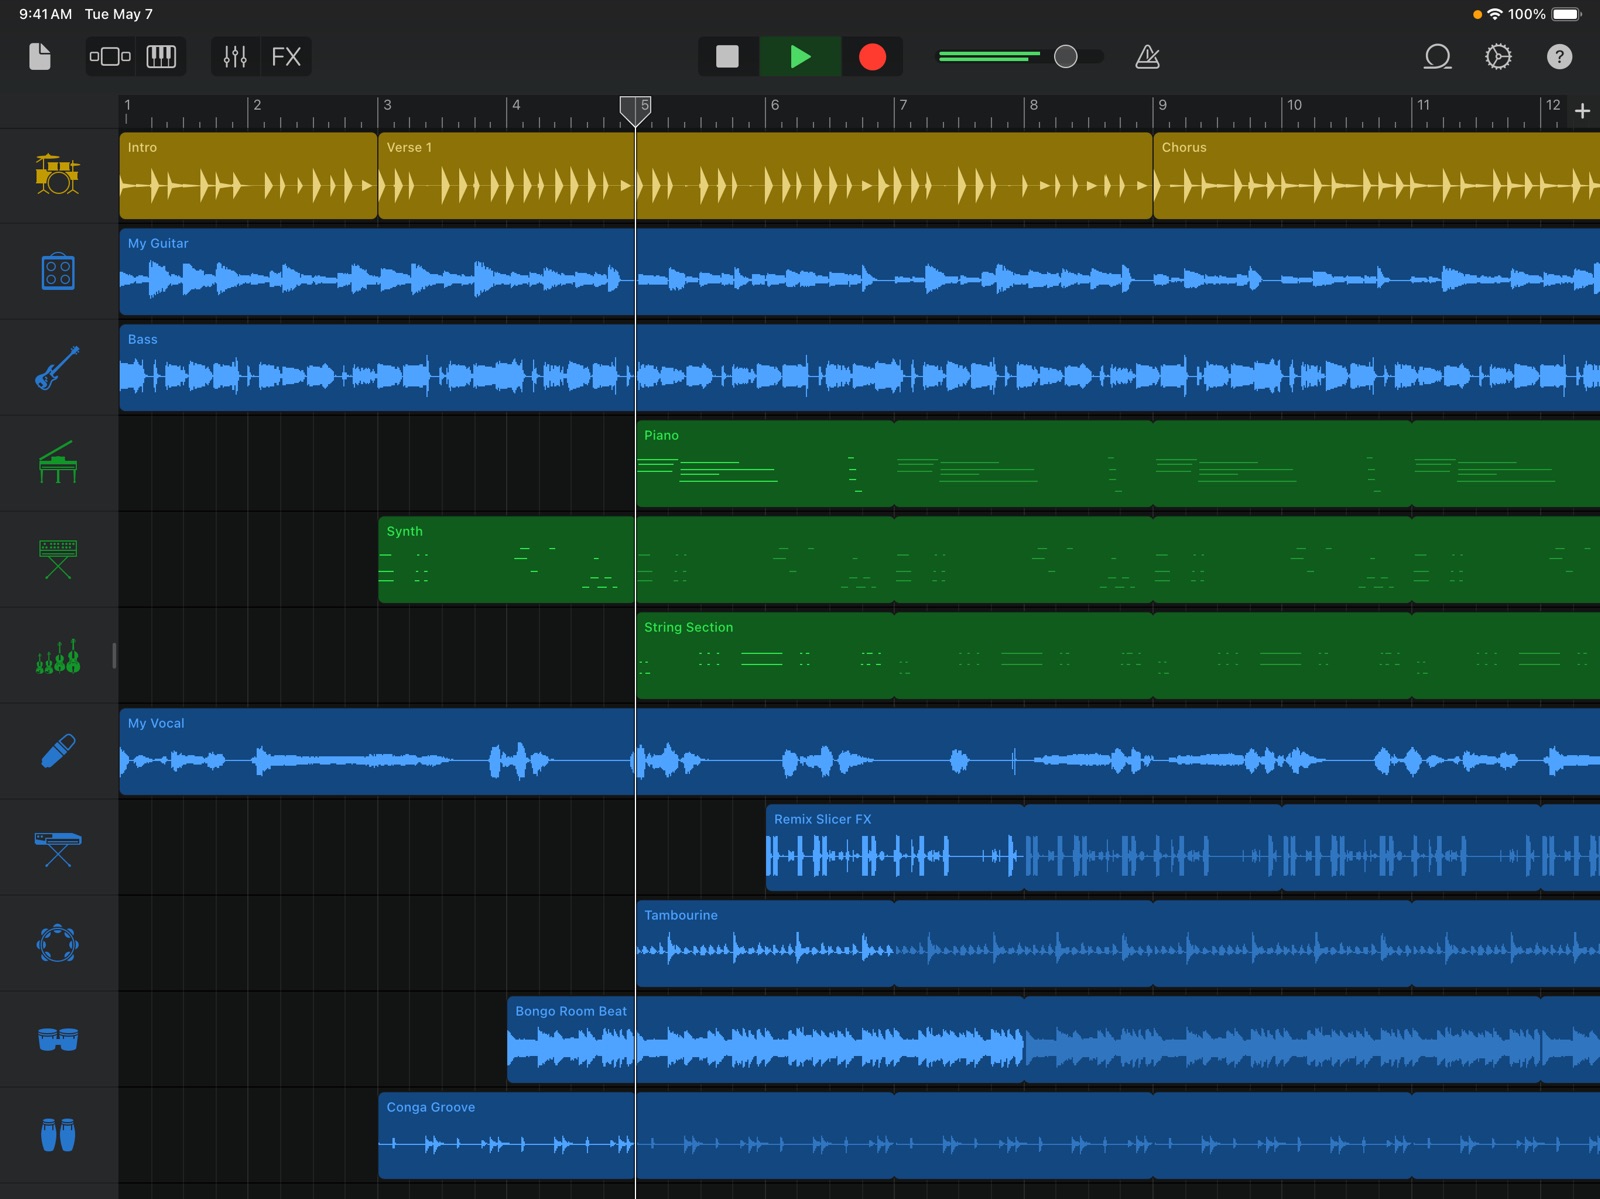 9:41 AM Tue May 7
100%
FX
?
1 2 3 4 5 6 7 8 9 10 11 12 +
Intro Verse 1 Chorus
My Guitar
Bass
Piano
Synth
String Section
My Vocal
Remix Slicer FX
Tambourine
Bongo Room Beat
Conga Groove